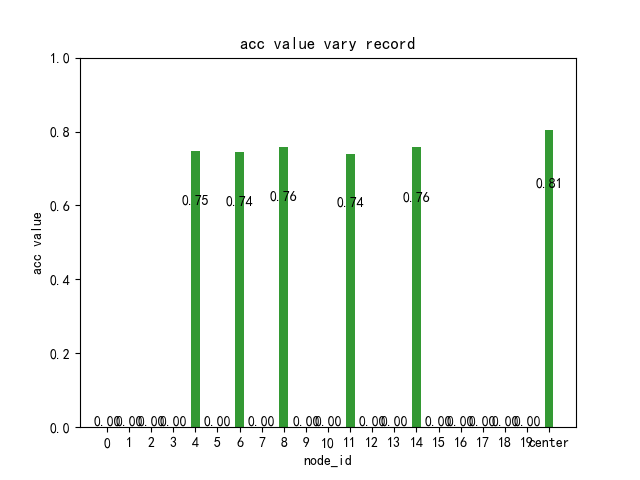 acc value vary record
acc value
1.0
0.8
0.6
0.4
0.2
0.0
0.00 0.00 0.00 0.00 0.75 0.00 0.74 0.00 0.76 0.00 0.00 0.74 0.00 0.00 0.76 0.00 0.00 0.00 0.00 0.00 0.81
0 1 2 3 4 5 6 7 8 9 10 11 12 13 14 15 16 17 18 19 center
node_id